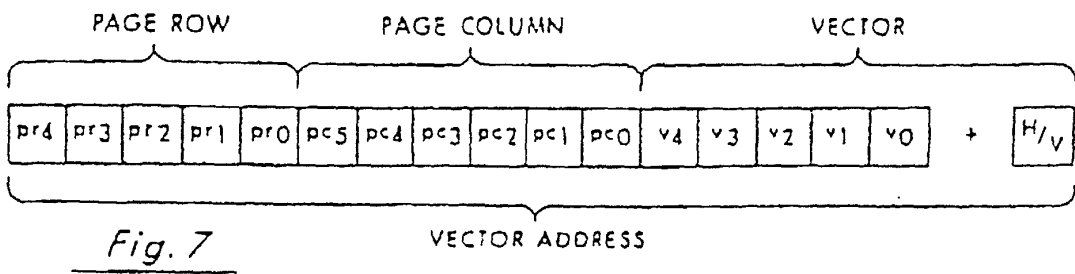 PAGE ROW PAGE COLUMN VECTOR
pr4 pr3 pr2 pr1 pr0 pc5 pc4 pc3 pc2 pc1 pc0 v4 v3 v2 v1 v0 + H/V
VECTOR ADDRESS
Fig. 7